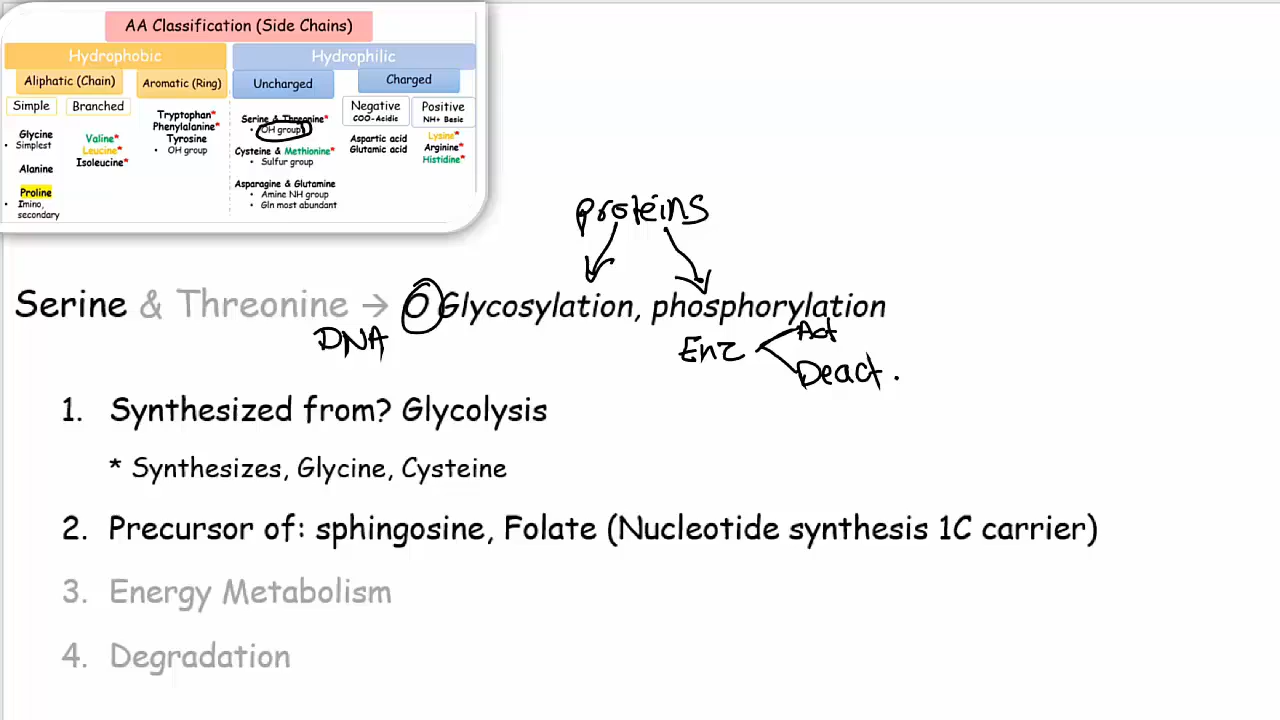 AA Classification (Side Chains)
Hydrophobic
Hydrophilic
Aliphatic (Chain)
Aromatic (Ring)
Uncharged
Charged
Simple
Branched
Negative
COO-Acidic
Positive
NH+ Basic
Glycine
• Simplest
Alanine
Proline
• Imino,
secondary
Valine*
Leucine*
Isoleucine*
Tryptophan*
Phenylalanine*
Tyrosine
• OH group
Serine & Threonine*
• OH group
Cysteine & Methionine*
• Sulfur group
Asparagine & Glutamine
• Amine NH group
• Gln most abundant
Aspartic acid
Glutamic acid
Lysine*
Arginine*
Histidine*
proteins
Serine & Threonine → O Glycosylation, phosphorylation
DNA
Enz
Act
Deact.
1. Synthesized from? Glycolysis
* Synthesizes, Glycine, Cysteine
2. Precursor of: sphingosine, Folate (Nucleotide synthesis 1C carrier)
3. Energy Metabolism
4. Degradation